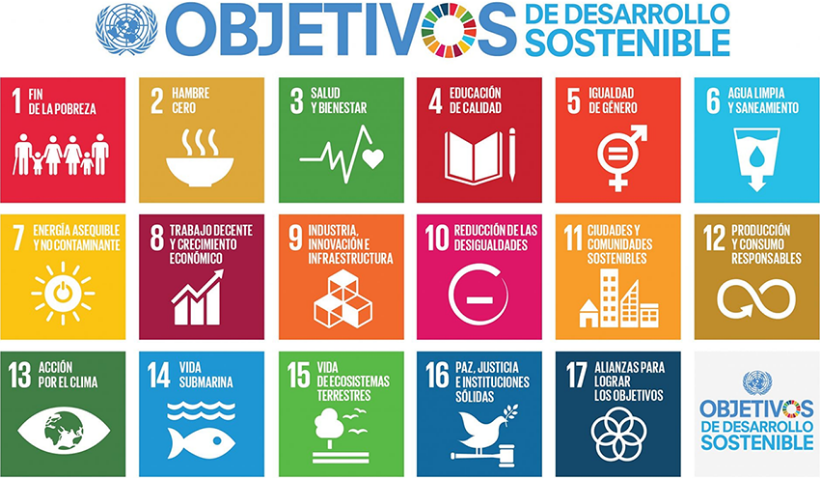 OBJETIVOS DE DESARROLLO
SOSTENIBLE
1 FIN
DE LA POBREZA
2 HAMBRE
CERO
3 SALUD
Y BIENESTAR
4 EDUCACIÓN
DE CALIDAD
5 IGUALDAD
DE GÉNERO
6 AGUA LIMPIA
Y SANEAMIENTO
7 ENERGÍA ASEQUIBLE
Y NO CONTAMINANTE
8 TRABAJO DECENTE
Y CRECIMIENTO
ECONÓMICO
9 INDUSTRIA,
INNOVACIÓN E
INFRAESTRUCTURA
10 REDUCCIÓN DE LAS
DESIGUALDADES
11 CIUDADES Y
COMUNIDADES
SOSTENIBLES
12 PRODUCCIÓN
Y CONSUMO
RESPONSABLES
13 ACCIÓN
POR EL CLIMA
14 VIDA
SUBMARINA
15 VIDA
DE ECOSISTEMAS
TERRESTRES
16 PAZ, JUSTICIA
E INSTITUCIONES
SÓLIDAS
17 ALIANZAS PARA
LOGRAR
LOS OBJETIVOS
OBJETIVOS
DE DESARROLLO
SOSTENIBLE